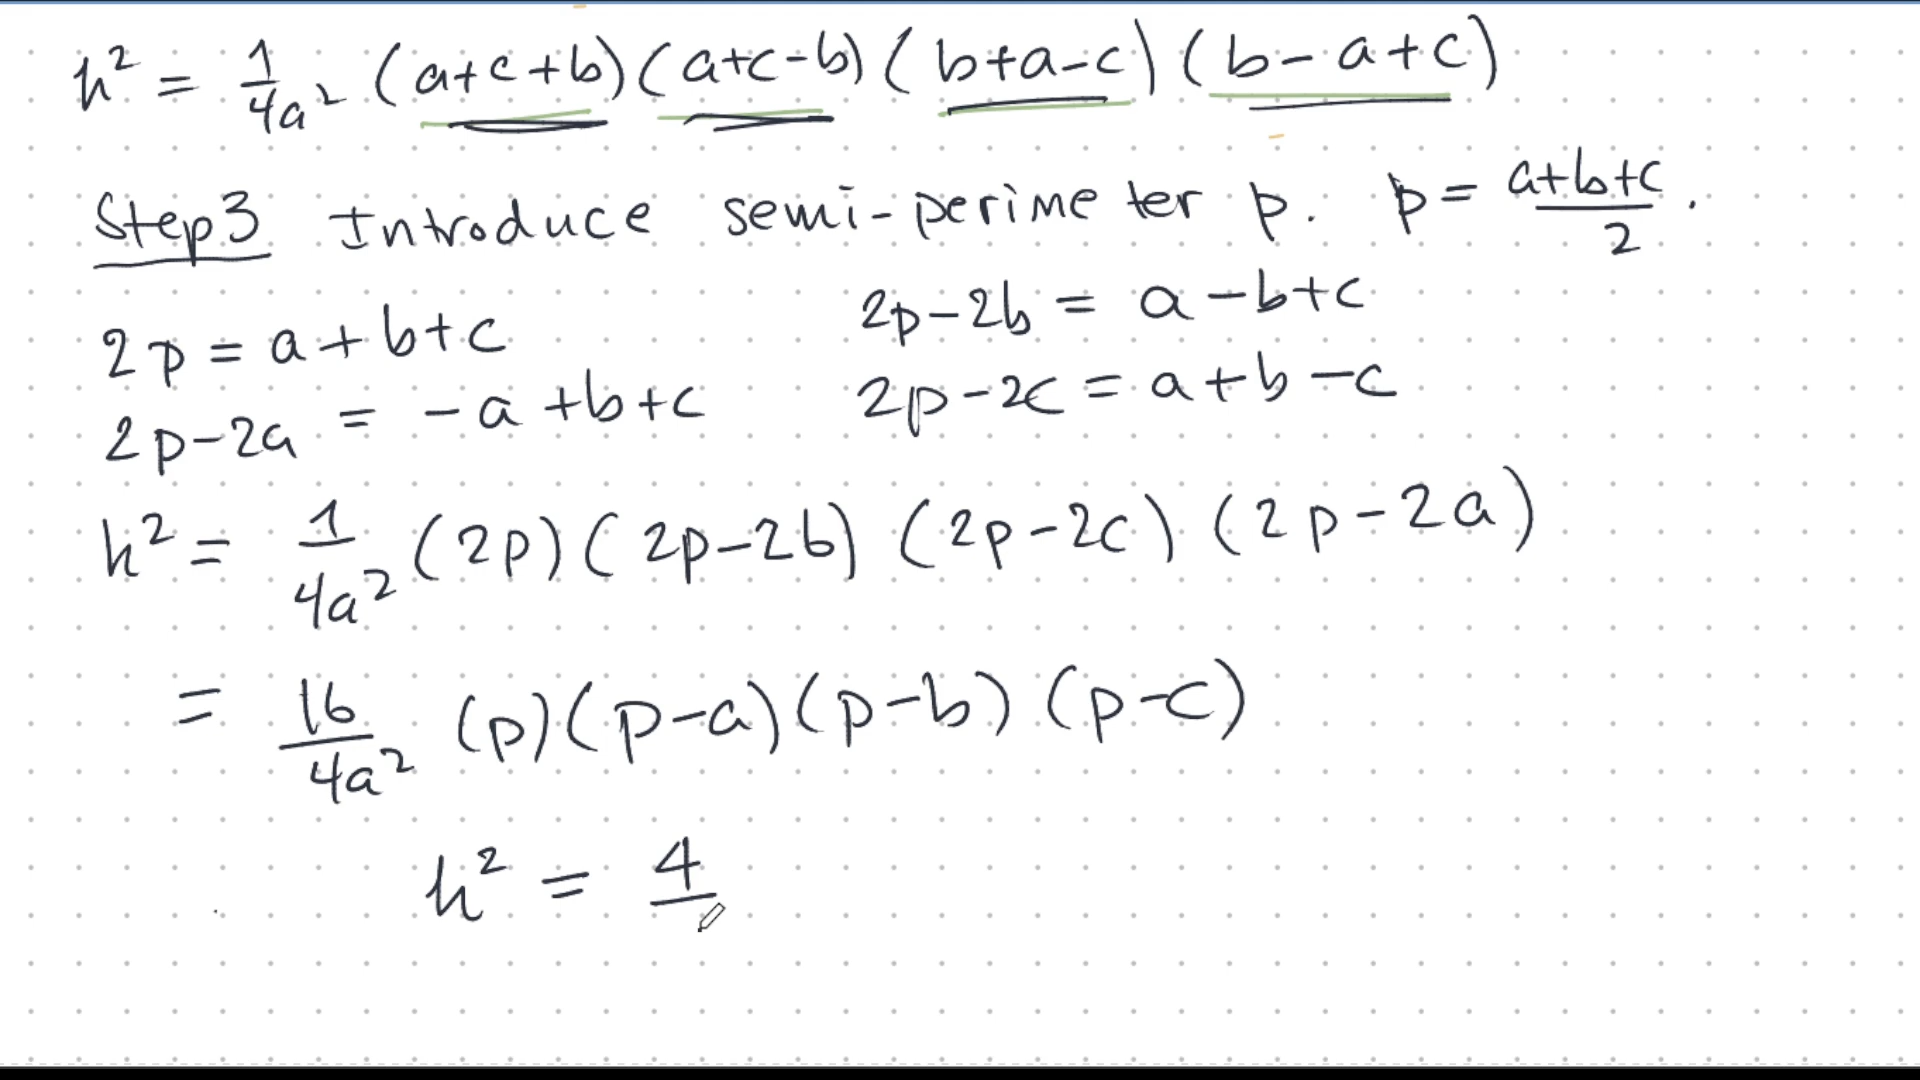 h² = 1/4a² (a+c+b)(a+c-b)(b+a-c)(b-a+c)
Step3 Introduce semi-perimeter p. p = a+b+c/2.
2p = a+b+c
2p-2a = -a+b+c
2p-2b = a-b+c
2p-2c = a+b-c
h² = 1/4a² (2p)(2p-2b)(2p-2c)(2p-2a)
= 16/4a² (p)(p-a)(p-b)(p-c)
h² = 4/